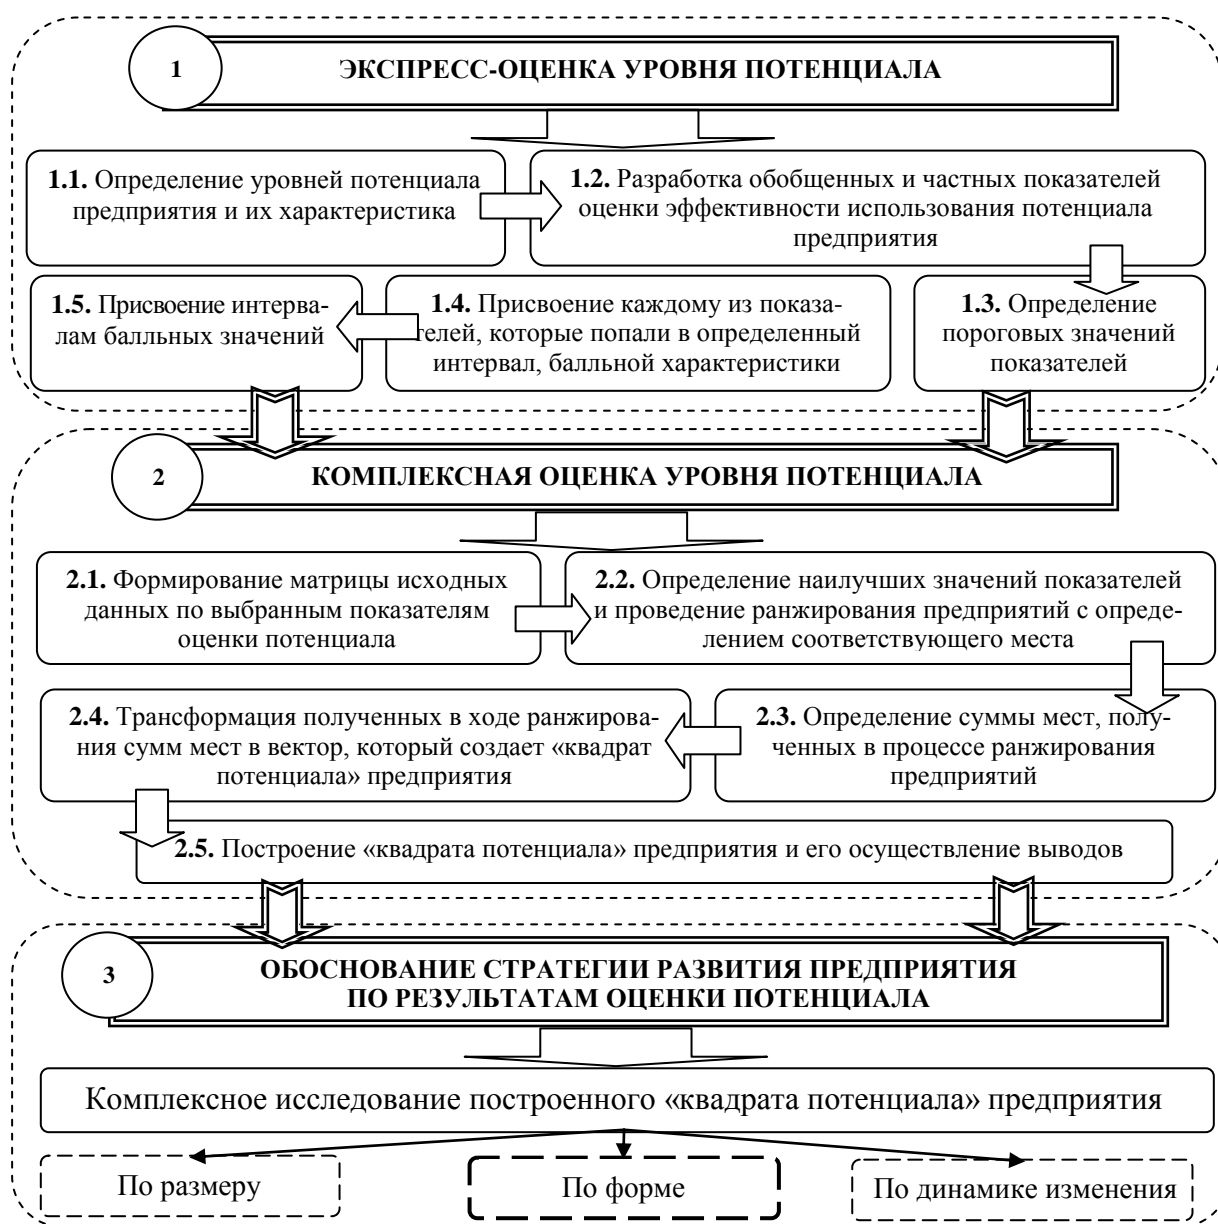 1
ЭКСПРЕСС-ОЦЕНКА УРОВНЯ ПОТЕНЦИАЛА
1.1. Определение уровней потенциала
предприятия и их характеристика
1.2. Разработка обобщенных и частных показателей
оценки эффективности использования потенциала
предприятия
1.5. Присвоение интерва-
лам балльных значений
1.4. Присвоение каждому из показа-
телей, которые попали в определенный
интервал, балльной характеристики
1.3. Определение
пороговых значений
показателей
2
КОМПЛЕКСНАЯ ОЦЕНКА УРОВНЯ ПОТЕНЦИАЛА
2.1. Формирование матрицы исходных
данных по выбранным показателям
оценки потенциала
2.2. Определение наилучших значений показателей
и проведение ранжирования предприятий с опреде-
лением соответствующего места
2.4. Трансформация полученных в ходе ранжирова-
ния сумм мест в вектор, который создает «квадрат
потенциала» предприятия
2.3. Определение суммы мест, полу-
ченных в процессе ранжирования
предприятий
2.5. Построение «квадрата потенциала» предприятия и его осуществление выводов
3
ОБОСНОВАНИЕ СТРАТЕГИИ РАЗВИТИЯ ПРЕДПРИЯТИЯ
ПО РЕЗУЛЬТАТАМ ОЦЕНКИ ПОТЕНЦИАЛА
Комплексное исследование построенного «квадрата потенциала» предприятия
По размеру
По форме
По динамике изменения